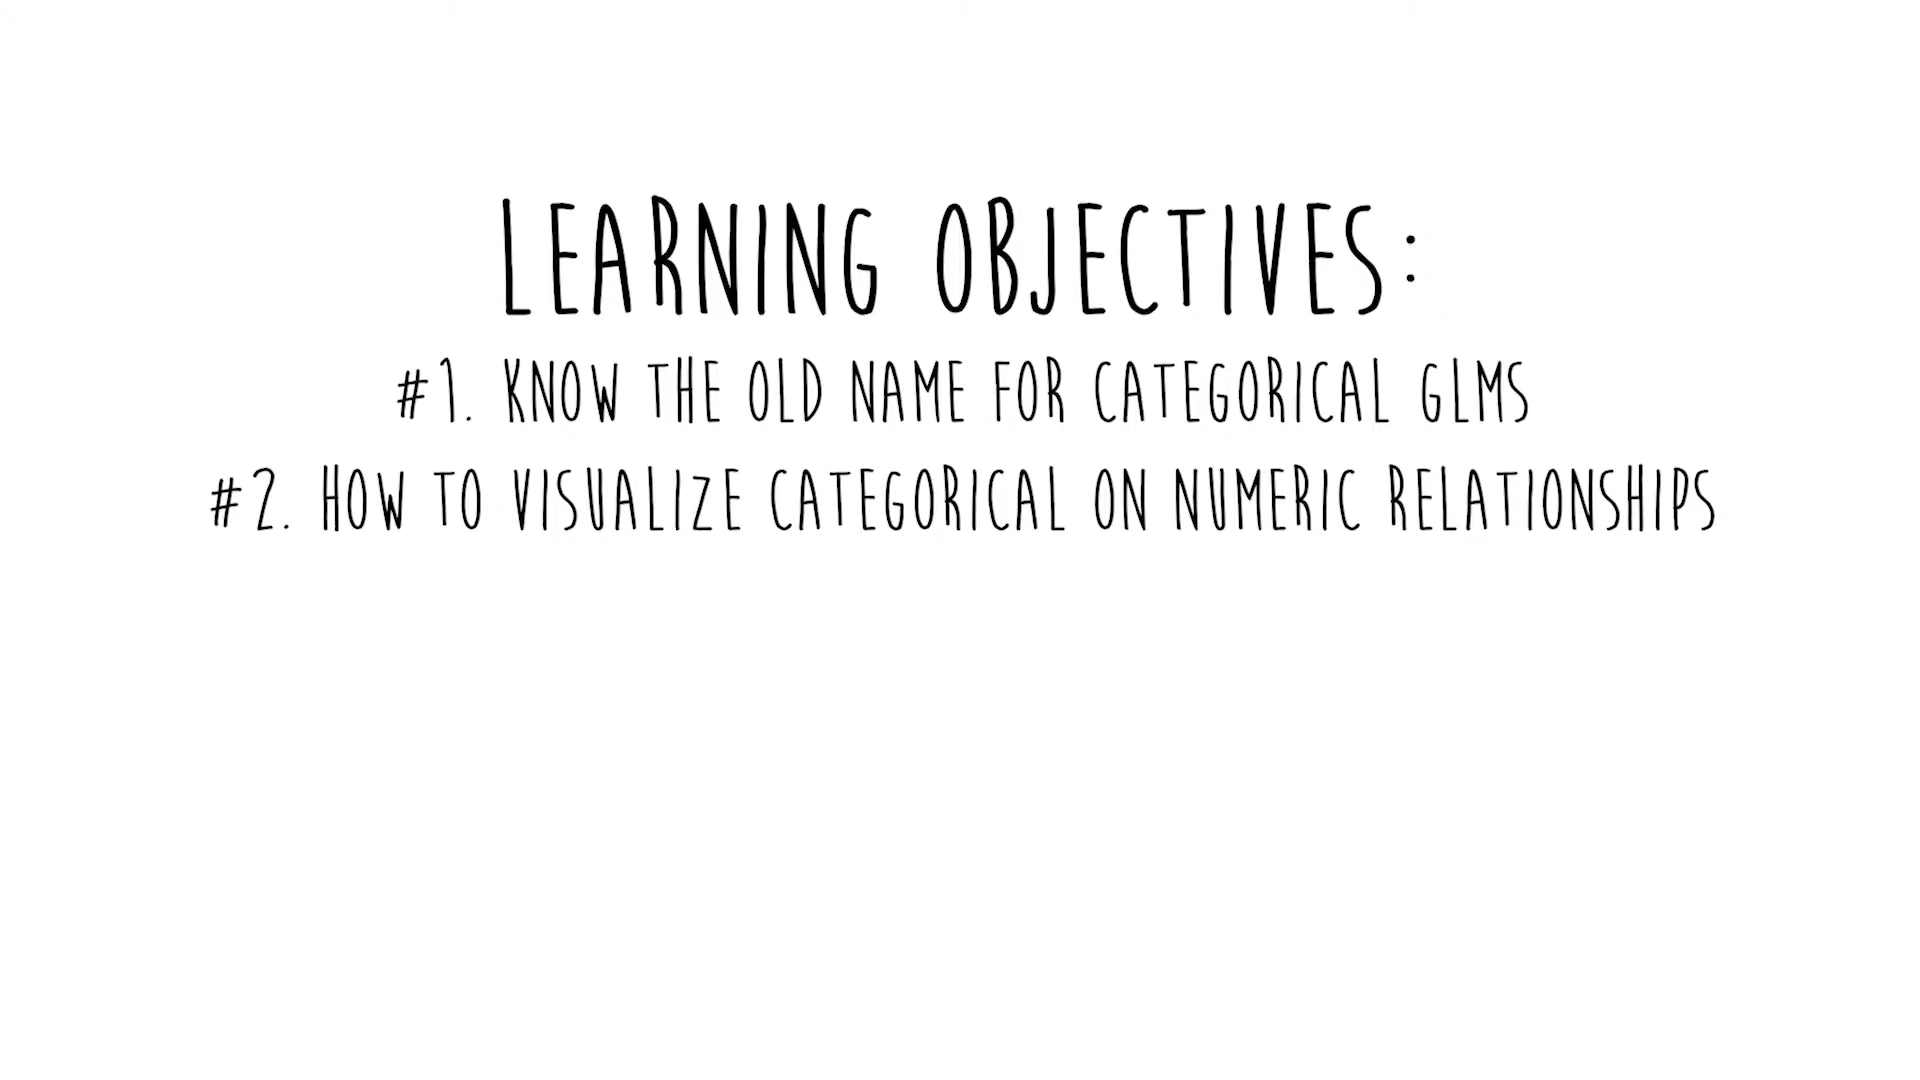 LEARNING OBJECTIVES:
#1. KNOW THE OLD NAME FOR CATEGORICAL GLMS
#2. HOW TO VISUALIZE CATEGORICAL ON NUMERIC RELATIONSHIPS